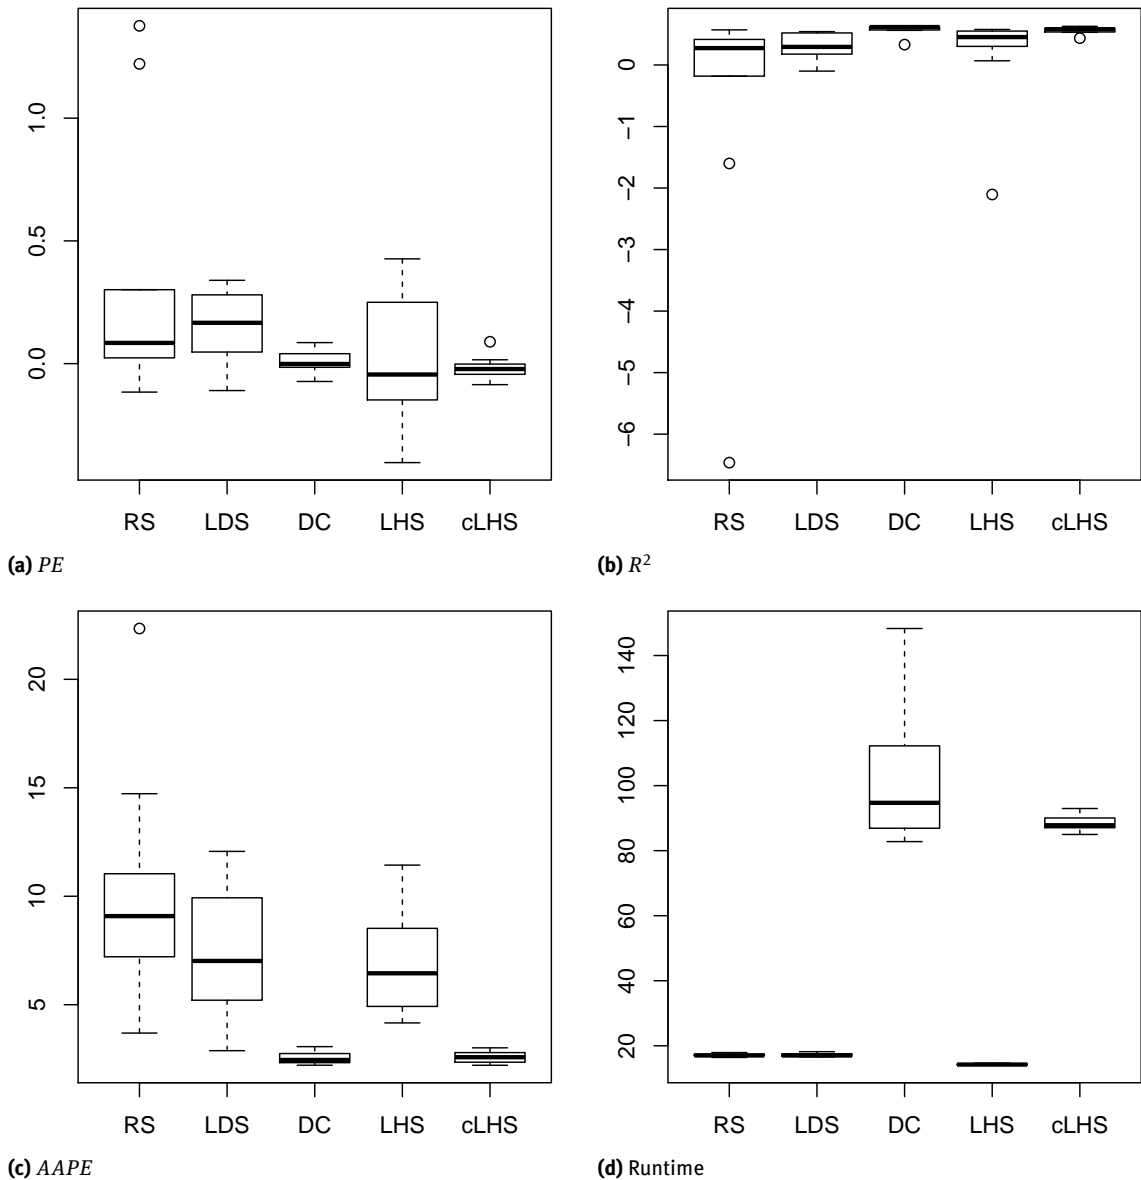 1.0
0.5
0.0
RS LDS DC LHS cLHS
(a) PE
0
−1
−2
−3
−4
−5
−6
RS LDS DC LHS cLHS
(b) R²
20
15
10
5
RS LDS DC LHS cLHS
(c) AAPE
140
120
100
80
60
40
20
RS LDS DC LHS cLHS
(d) Runtime